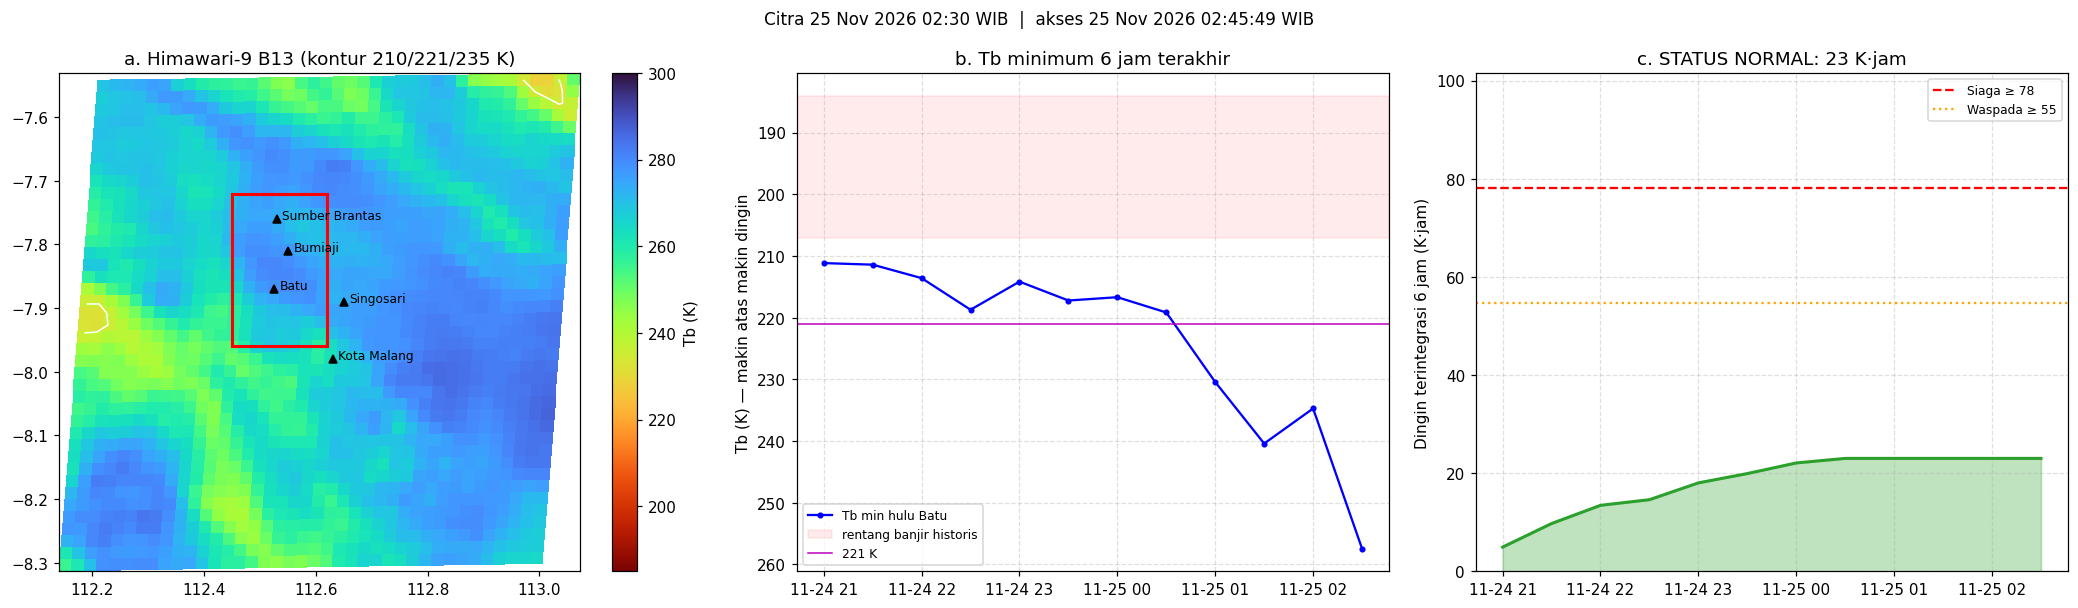 Citra 25 Nov 2026 02:30 WIB | akses 25 Nov 2026 02:45:49 WIB
a. Himawari-9 B13 (kontur 210/221/235 K)
−7.6
−7.7
−7.8
−7.9
−8.0
−8.1
−8.2
−8.3
112.2
112.4
112.6
112.8
113.0
Sumber Brantas
Bumiaji
Batu
Singosari
Kota Malang
300
280
260
240
220
200
Tb (K)
b. Tb minimum 6 jam terakhir
Tb (K) — makin atas makin dingin
190
200
210
220
230
240
250
260
Tb min hulu Batu
rentang banjir historis
221 K
11-24 21
11-24 22
11-24 23
11-25 00
11-25 01
11-25 02
c. STATUS NORMAL: 23 K·jam
Dingin terintegrasi 6 jam (K·jam)
100
80
60
40
20
0
Siaga ≥ 78
Waspada ≥ 55
11-24 21
11-24 22
11-24 23
11-25 00
11-25 01
11-25 02